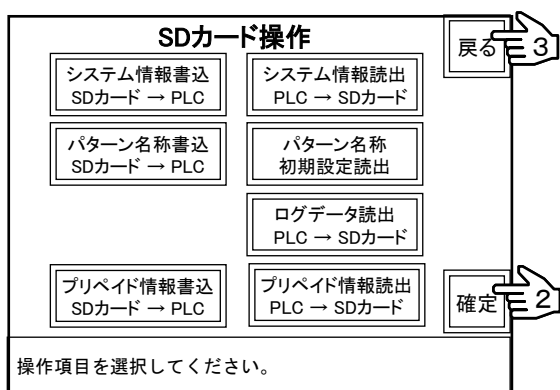 SDカード操作
戻る
3
システム情報書込
SDカード → PLC
システム情報読出
PLC → SDカード
パターン名称書込
SDカード → PLC
パターン名称
初期設定読出
ログデータ読出
PLC → SDカード
プリペイド情報書込
SDカード → PLC
プリペイド情報読出
PLC → SDカード
確定
2
操作項目を選択してください。